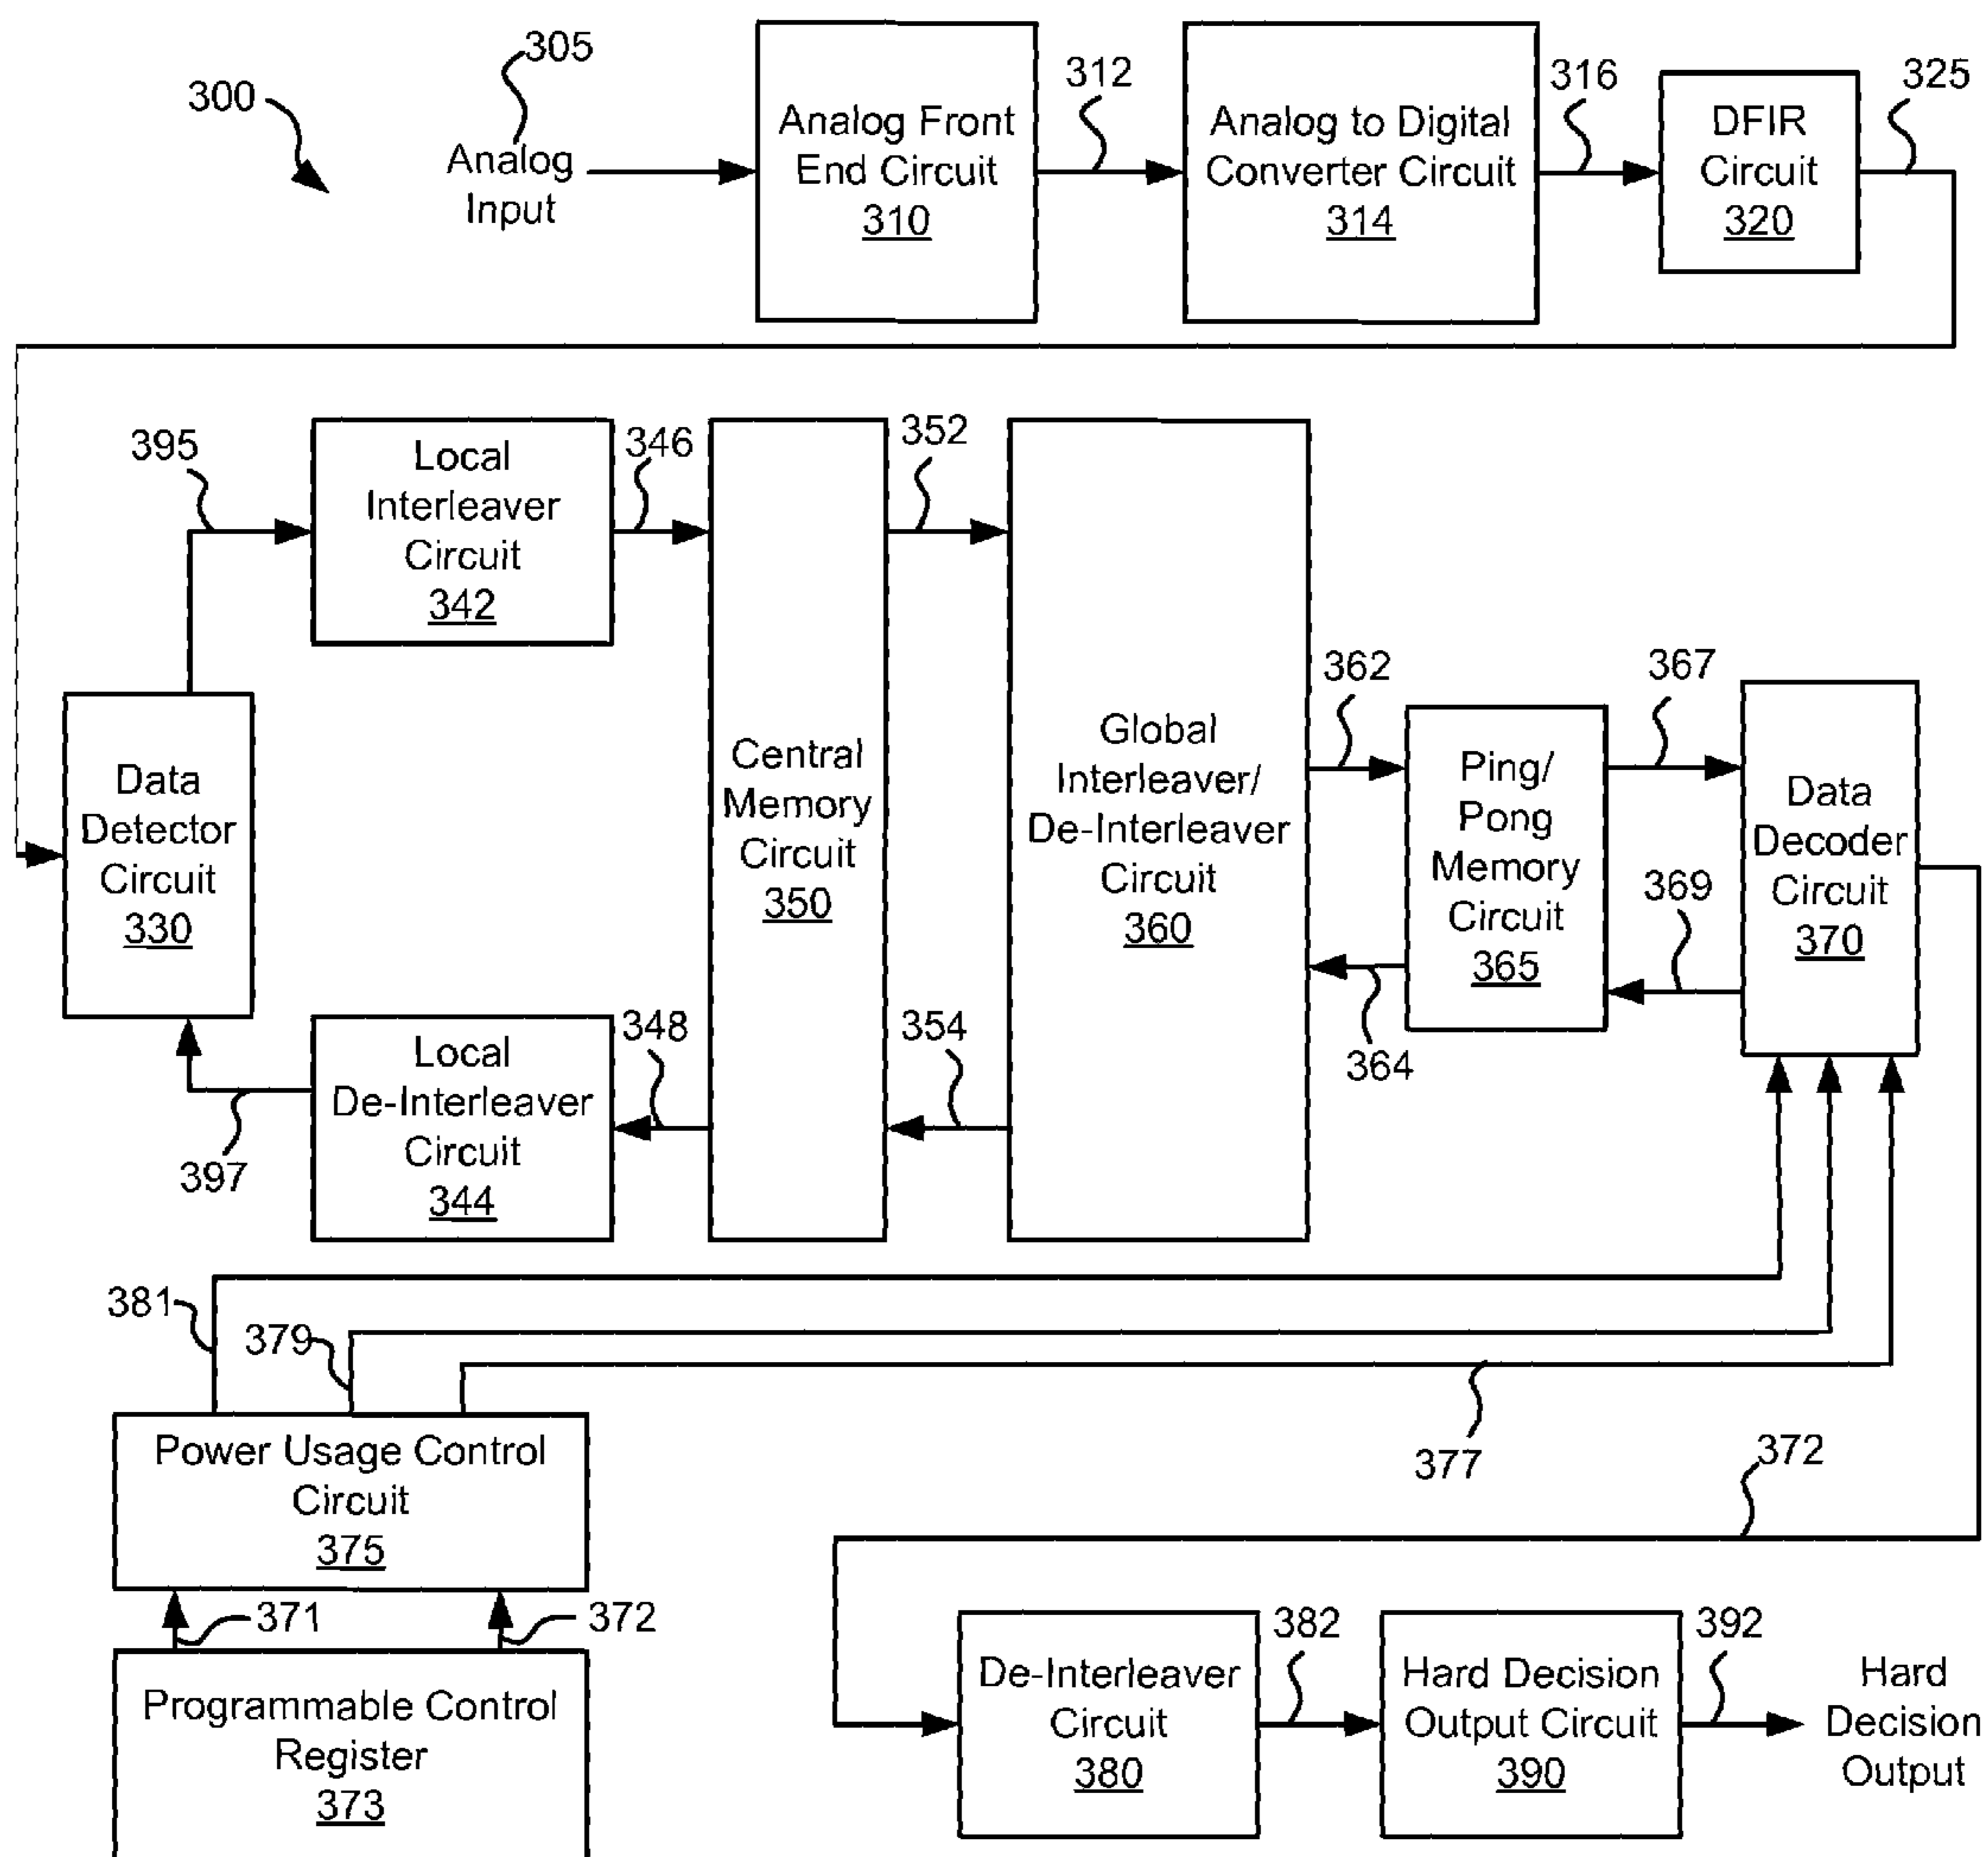 300
305
Analog
Input
Analog Front
End Circuit
310
312
Analog to Digital
Converter Circuit
314
316
DFIR
Circuit
320
325
395
Local
Interleaver
Circuit
342
346
352
Data
Detector
Circuit
330
Central
Memory
Circuit
350
Global
Interleaver/
De-Interleaver
Circuit
360
362
Ping/
Pong
Memory
Circuit
365
367
Data
Decoder
Circuit
370
369
364
397
Local
De-Interleaver
Circuit
344
348
354
381
379
377
372
Power Usage Control
Circuit
375
371
372
Programmable Control
Register
373
De-Interleaver
Circuit
380
382
Hard Decision
Output Circuit
390
392
Hard
Decision
Output